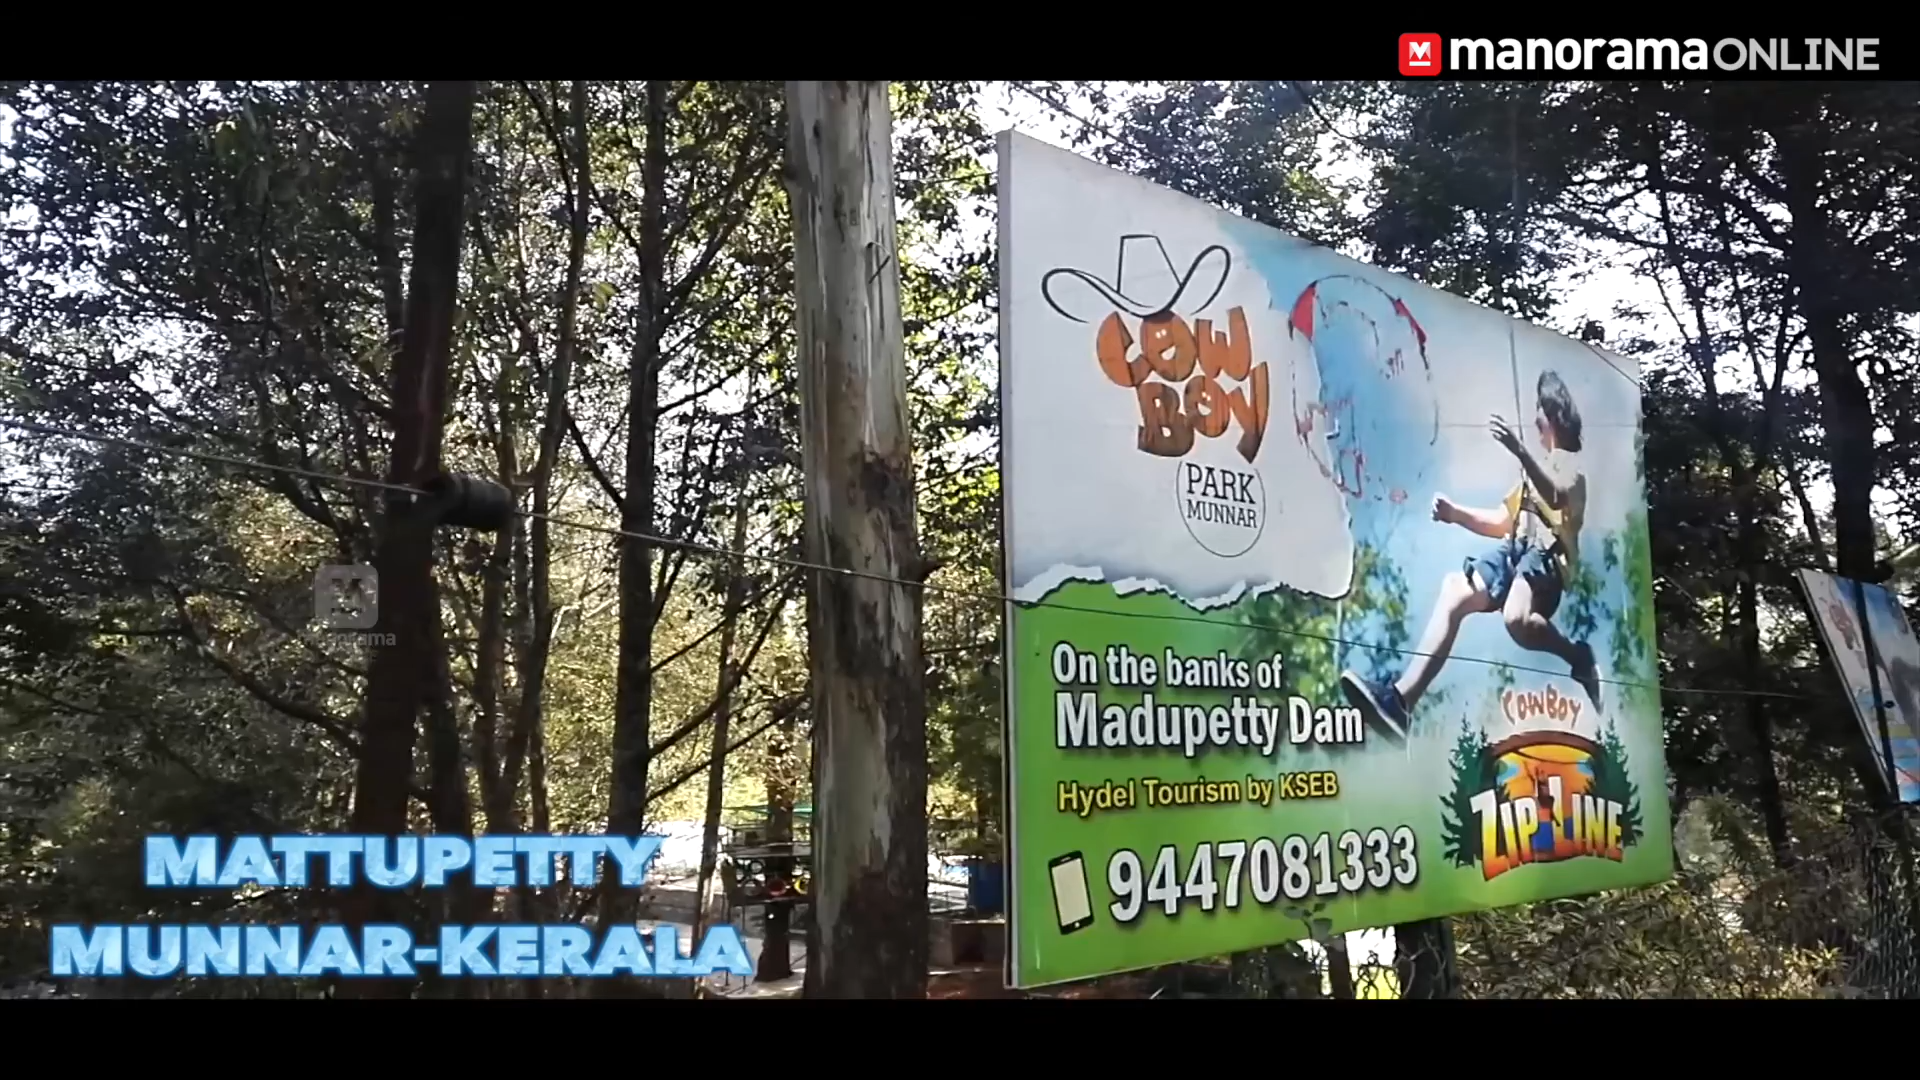 manoramaONLINE
COW
BOY
PARK
MUNNAR
On the banks of
Madupetty Dam
Hydel Tourism by KSEB
9447081333
COWBOY
ZIP LINE
manorama
MATTUPETTY
MUNNAR-KERALA